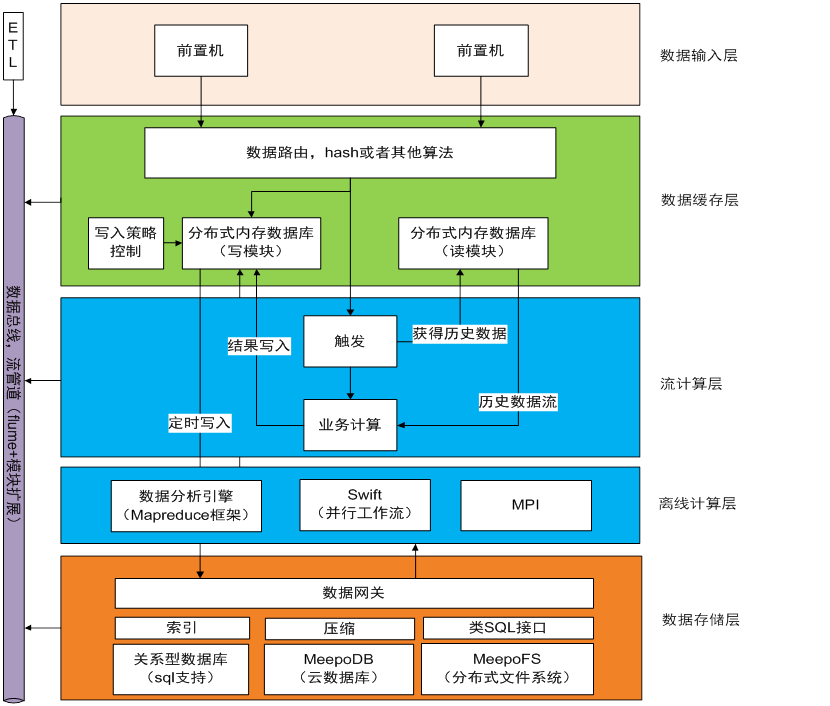 E
T
L
前置机
前置机
数据输入层
数据路由，hash或者其他算法
数据缓存层
写入策略
控制
分布式内存数据库
（写模块）
分布式内存数据库
（读模块）
数据总线，流管道（flume+模块扩展）
触发
获得历史数据
结果写入
流计算层
历史数据流
定时写入
业务计算
数据分析引擎
（Mapreduce框架）
Swift
（并行工作流）
MPI
离线计算层
数据网关
数据存储层
索引
压缩
类SQL接口
关系型数据库
（sql支持）
MeepoDB
（云数据库）
MeepoFS
（分布式文件系统）